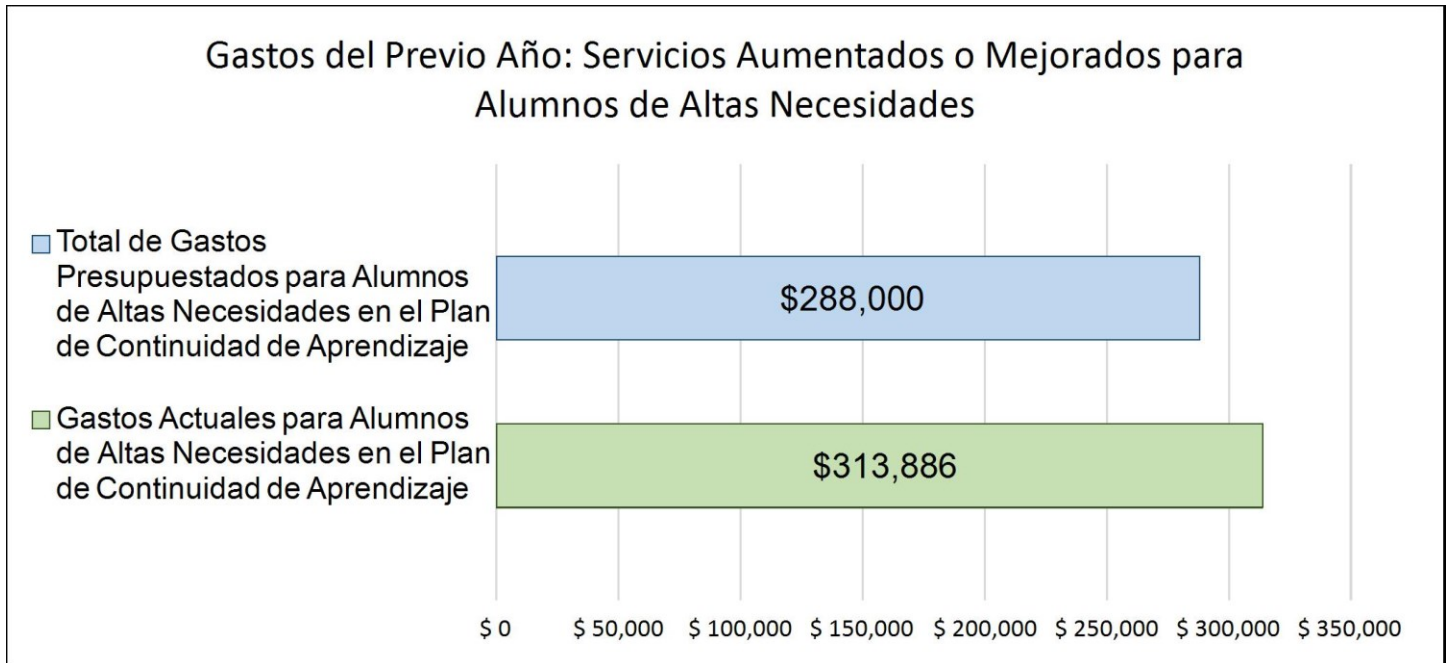 Gastos del Previo Año: Servicios Aumentados o Mejorados para
Alumnos de Altas Necesidades
Total de Gastos
Presupuestados para Alumnos
de Altas Necesidades en el Plan
de Continuidad de Aprendizaje
$288,000
Gastos Actuales para Alumnos
de Altas Necesidades en el Plan
de Continuidad de Aprendizaje
$313,886
$ 0 $ 50,000 $ 100,000 $ 150,000 $ 200,000 $ 250,000 $ 300,000 $ 350,000